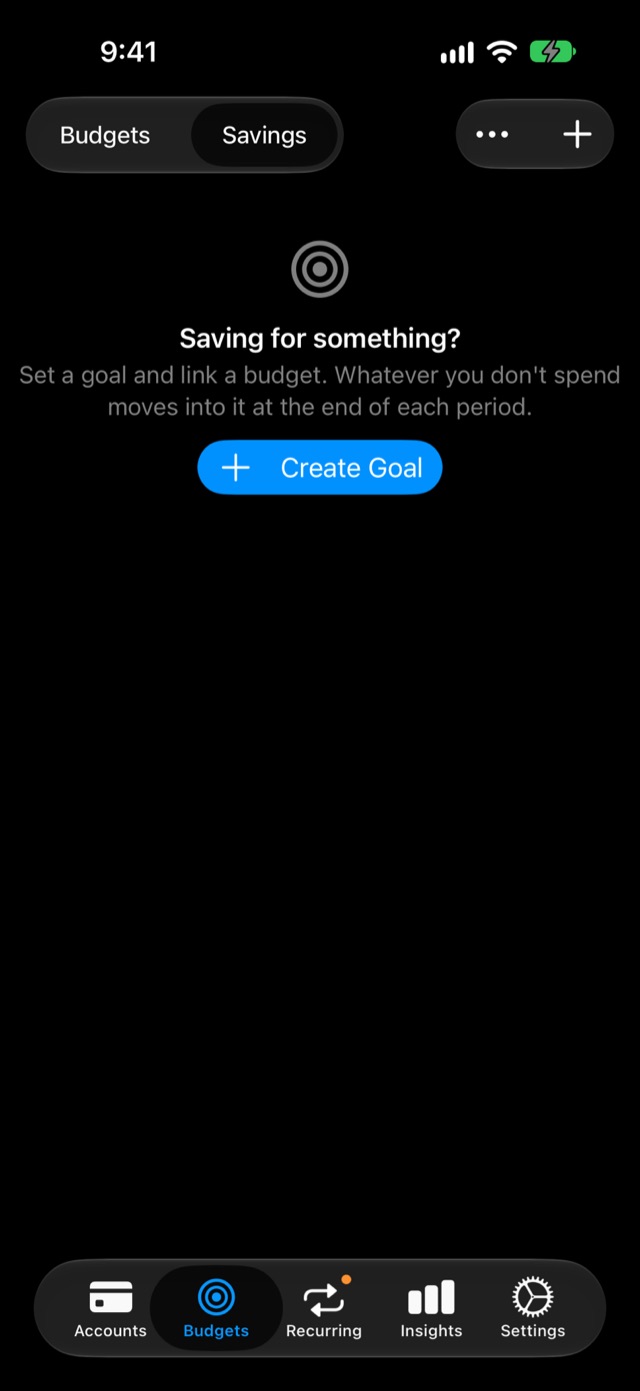 9:41
Budgets
Savings
Saving for something?
Set a goal and link a budget. Whatever you don't spend
moves into it at the end of each period.
Create Goal
Accounts
Budgets
Recurring
Insights
Settings